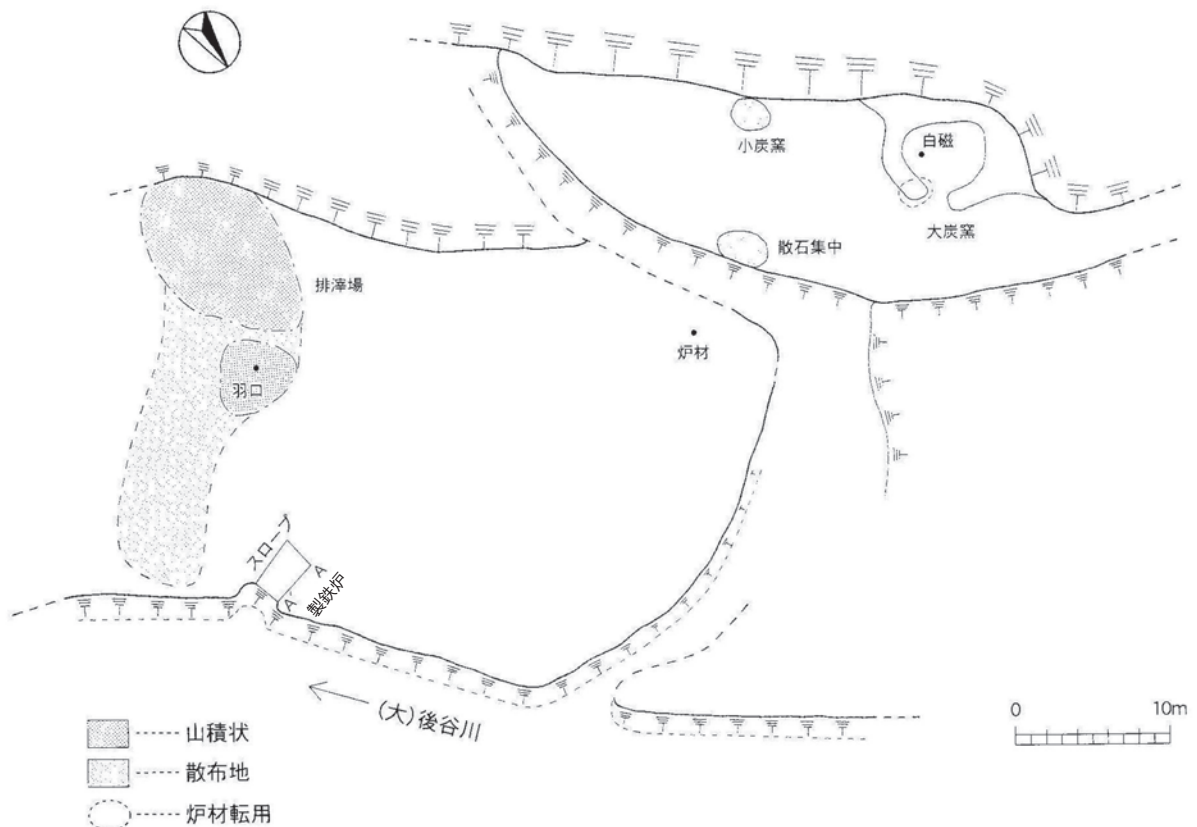 小炭窯
白磁
大炭窯
散石集中
排滓場
炉材
羽口
スロープ
A
A
製鉄炉
(大)後谷川
0 10m
山積状
散布地
炉材転用